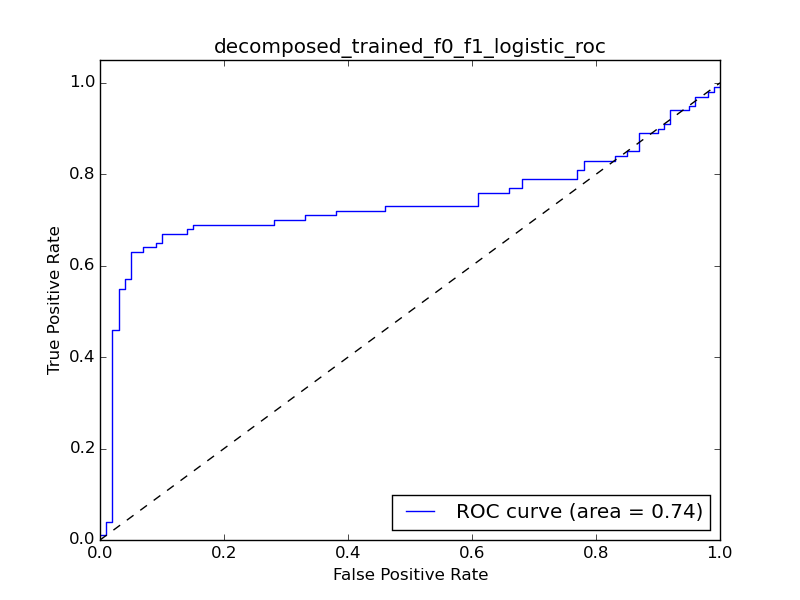 decomposed_trained_f0_f1_logistic_roc
True Positive Rate
1.0
0.8
0.6
0.4
0.2
0.0
0.0 0.2 0.4 0.6 0.8 1.0
False Positive Rate
ROC curve (area = 0.74)